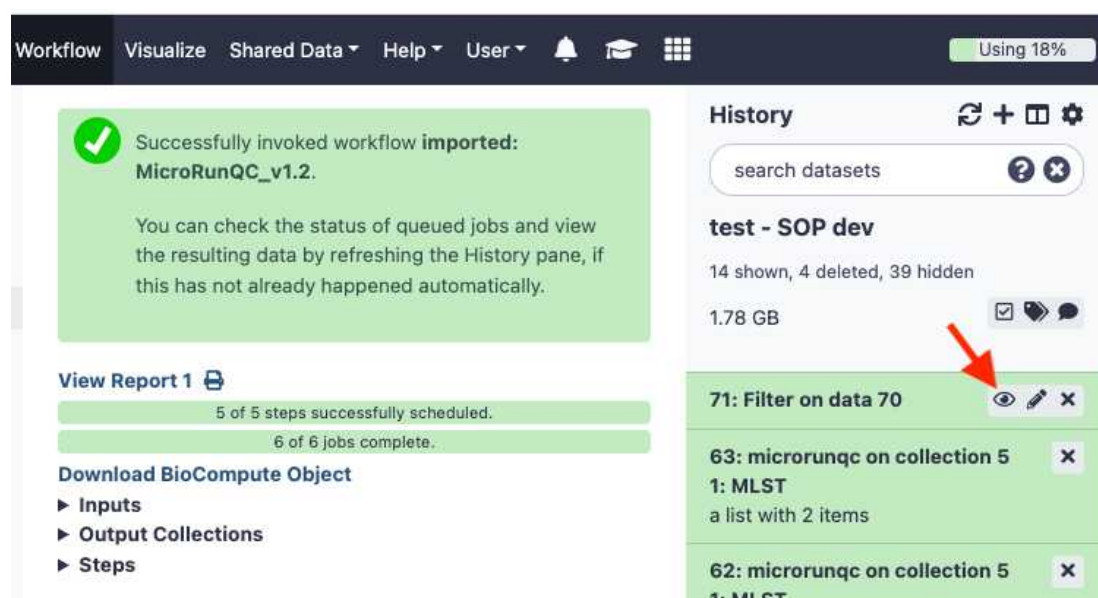 Workflow Visualize Shared Data Help User Using 18%
Successfully invoked workflow imported:
MicroRunQC_v1.2.
You can check the status of queued jobs and view
the resulting data by refreshing the History pane, if
this has not already happened automatically.
View Report 1
5 of 5 steps successfully scheduled.
6 of 6 jobs complete.
Download BioCompute Object
Inputs
Output Collections
Steps
History
search datasets
test - SOP dev
14 shown, 4 deleted, 39 hidden
1.78 GB
71: Filter on data 70
63: microrunqc on collection 5
1: MLST
a list with 2 items
62: microrunqc on collection 5
1: MLST